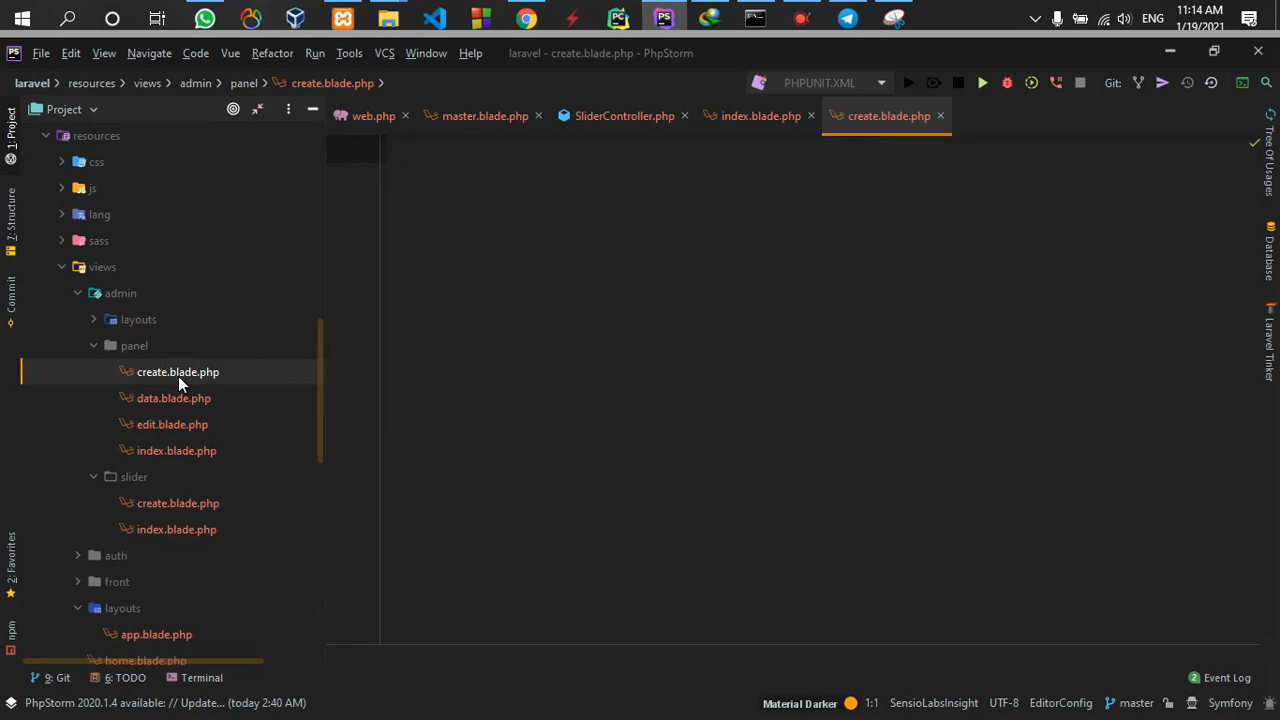 11:14 AM
ENG
1/19/2021
PS
File Edit View Navigate Code Vue Refactor Run Tools VCS Window Help laravel - create.blade.php - PhpStorm
laravel resources views admin panel create.blade.php
PHPUNIT.XML
Git:
Project
web.php master.blade.php SliderController.php index.blade.php create.blade.php
1: Project
7: Structure
Commit
2: Favorites
npm
resources
css
js
lang
sass
views
admin
layouts
panel
create.blade.php
data.blade.php
edit.blade.php
index.blade.php
slider
create.blade.php
index.blade.php
auth
front
layouts
app.blade.php
home.blade.php
Tree Of Usages
Database
Laravel Tinker
9: Git 6: TODO Terminal
2 Event Log
PhpStorm 2020.1.4 available: // Update... (today 2:40 AM)
Material Darker 1:1 SensioLabsInsight UTF-8 EditorConfig master Symfony